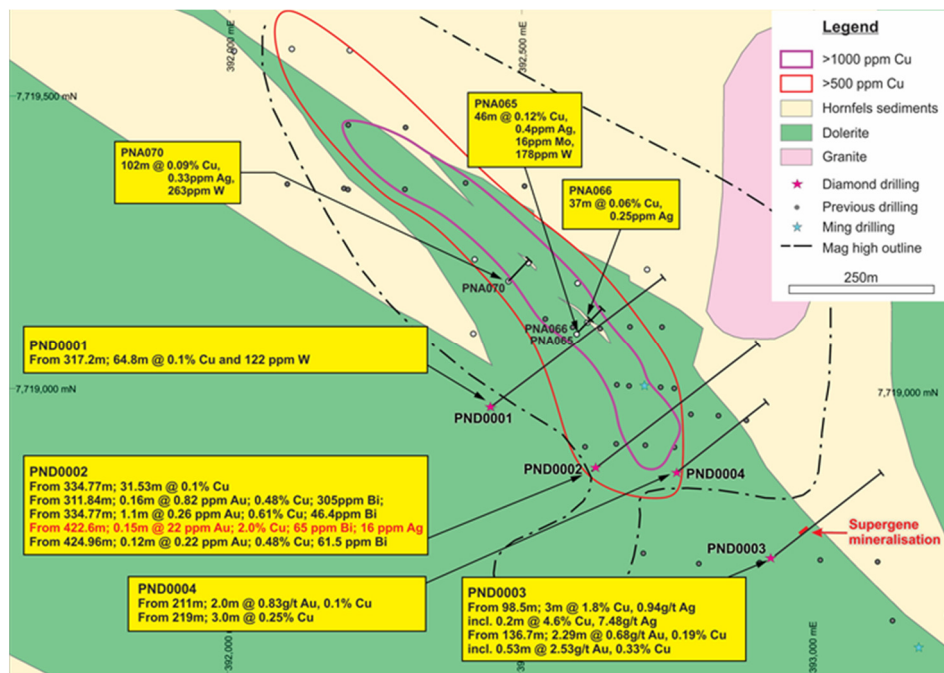 392,000 mE
392,500 mE
7,719,500 mN
Legend
>1000 ppm Cu
>500 ppm Cu
Hornfels sediments
Dolerite
Granite
Diamond drilling
Previous drilling
Ming drilling
Mag high outline
250m
PNA065
46m @ 0.12% Cu,
0.4ppm Ag,
16ppm Mo,
178ppm W
PNA070
102m @ 0.09% Cu,
0.33ppm Ag,
263ppm W
PNA066
37m @ 0.06% Cu,
0.25ppm Ag
PNA070
PNA066
PNA065
PND0001
From 317.2m; 64.8m @ 0.1% Cu and 122 ppm W
7,719,000 mN
7,719,000 mN
PND0001
PND0002
PND0004
PND0002
From 334.77m; 31.53m @ 0.1% Cu
From 311.84m; 0.16m @ 0.82 ppm Au; 0.48% Cu; 305ppm Bi;
From 334.77m; 1.1m @ 0.26 ppm Au; 0.61% Cu; 46.4ppm Bi
From 422.6m; 0.15m @ 22 ppm Au; 2.0% Cu; 65 ppm Bi; 16 ppm Ag
From 424.96m; 0.12m @ 0.22 ppm Au; 0.48% Cu; 61.5 ppm Bi
Supergene
mineralisation
PND0003
PND0004
From 211m; 2.0m @ 0.83g/t Au, 0.1% Cu
From 219m; 3.0m @ 0.25% Cu
PND0003
From 98.5m; 3m @ 1.8% Cu, 0.94g/t Ag
incl. 0.2m @ 4.6% Cu, 7.48g/t Ag
From 136.7m; 2.29m @ 0.68g/t Au, 0.19% Cu
incl. 0.53m @ 2.53g/t Au, 0.33% Cu
392,000 mE
392,500 mE
393,000 mE